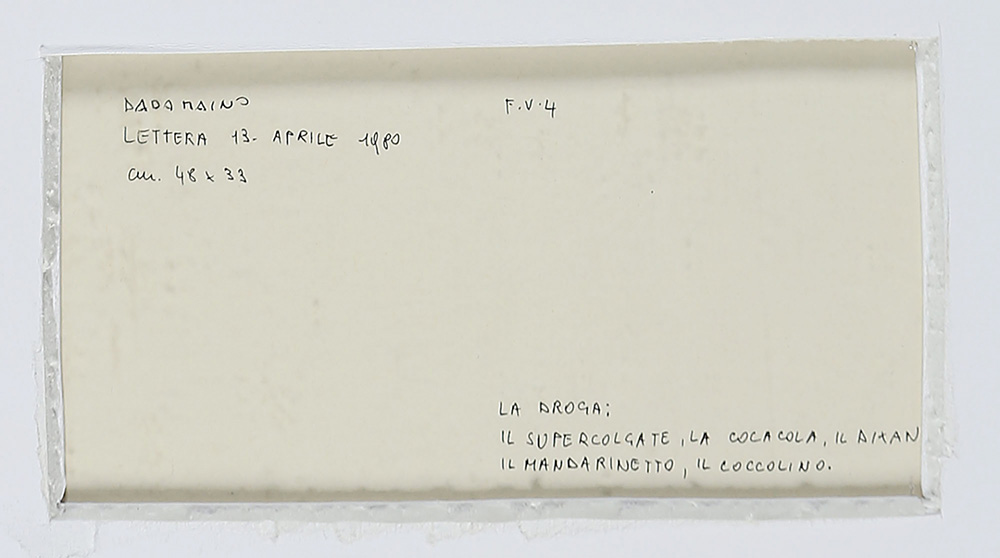 DADAMAINO
F.V.4
LETTERA 13- APRILE 1980
cm. 48 x 33
LA DROGA;
IL SUPERCOLGATE, LA COCACOLA, IL DIXAN
IL MANDARINETTO, IL COCCOLINO.